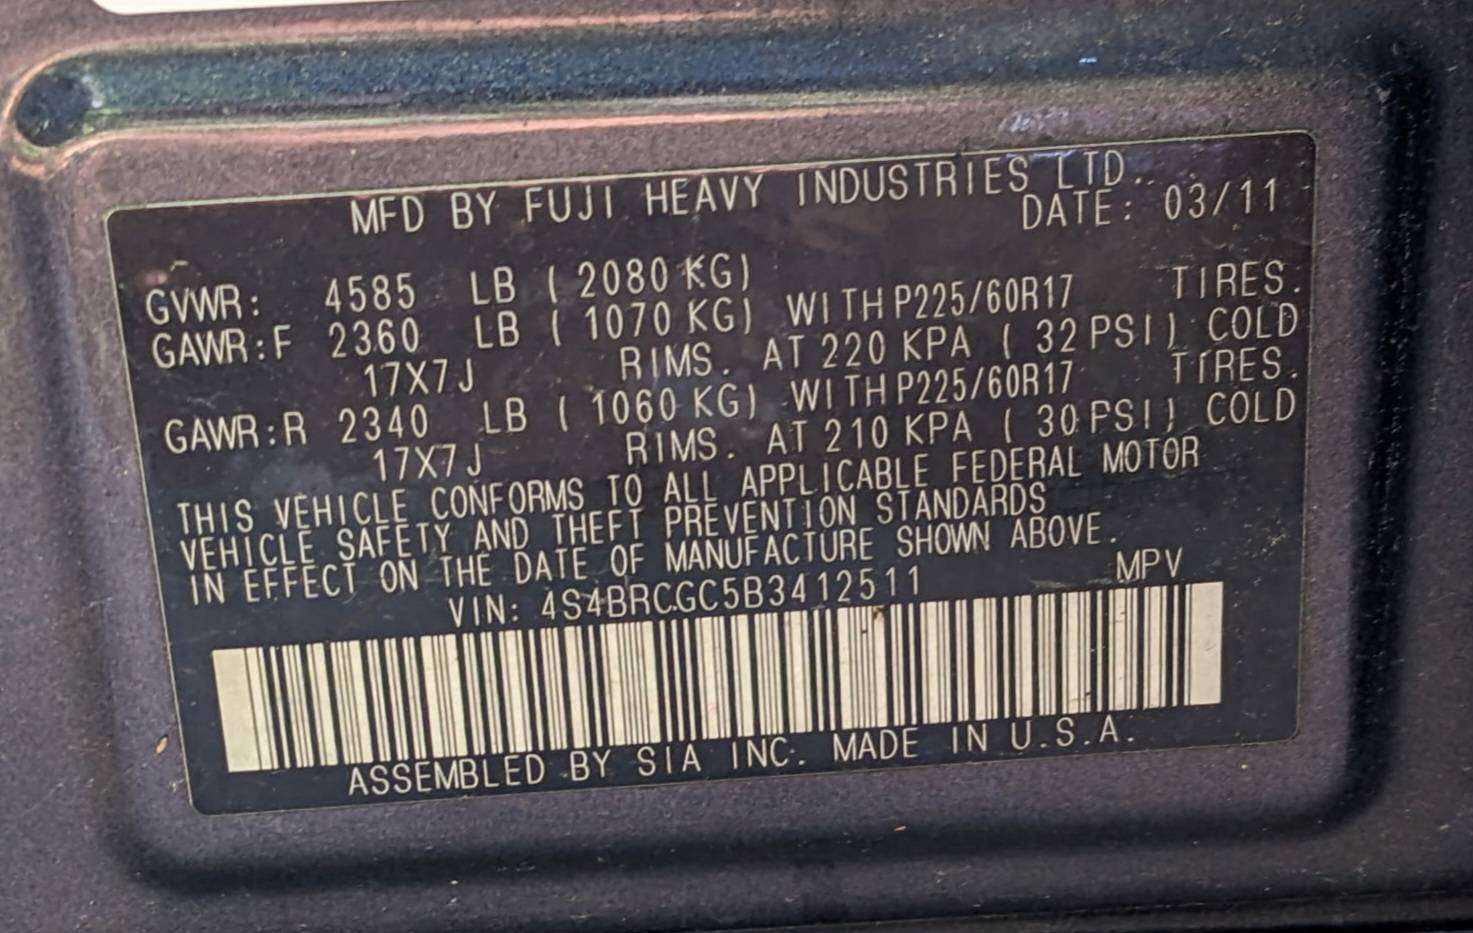 MFD BY FUJI HEAVY INDUSTRIES LTD.
DATE: 03/11
GVWR: 4585 LB ( 2080 KG)
GAWR:F 2360 LB ( 1070 KG) WITH P225/60R17 TIRES.
17X7J RIMS. AT 220 KPA ( 32 PSI) COLD
GAWR:R 2340 LB ( 1060 KG) WITH P225/60R17 TIRES.
17X7J RIMS. AT 210 KPA ( 30 PSI) COLD
THIS VEHICLE CONFORMS TO ALL APPLICABLE FEDERAL MOTOR
VEHICLE SAFETY AND THEFT PREVENTION STANDARDS
IN EFFECT ON THE DATE OF MANUFACTURE SHOWN ABOVE.
VIN: 4S4BRCGC5B3412511 MPV
ASSEMBLED BY SIA INC. MADE IN U.S.A.